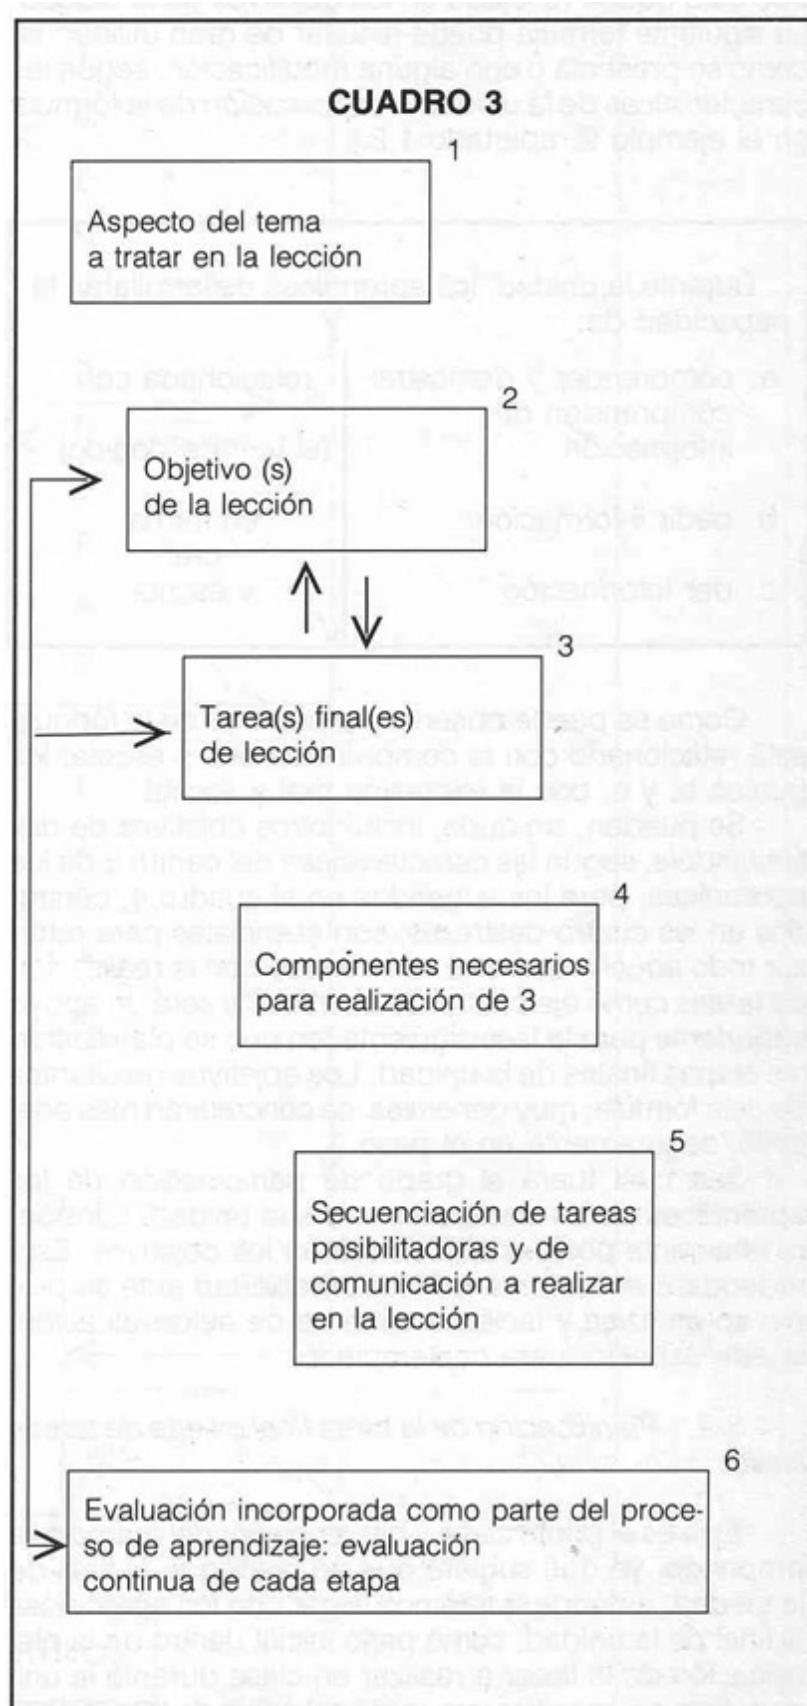 CUADRO 3
1
Aspecto del tema
a tratar en la lección
2
Objetivo (s)
de la lección
3
Tarea(s) final(es)
de lección
4
Componentes necesarios
para realización de 3
5
Secuenciación de tareas
posibilitadoras y de
comunicación a realizar
en la lección
6
Evaluación incorporada como parte del proce-
so de aprendizaje: evaluación
continua de cada etapa